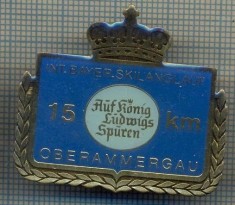 INT. BAYER. SKILANGLAUF
15 km
Auf König
Ludwigs
Spuren
OBERAMMERGAU